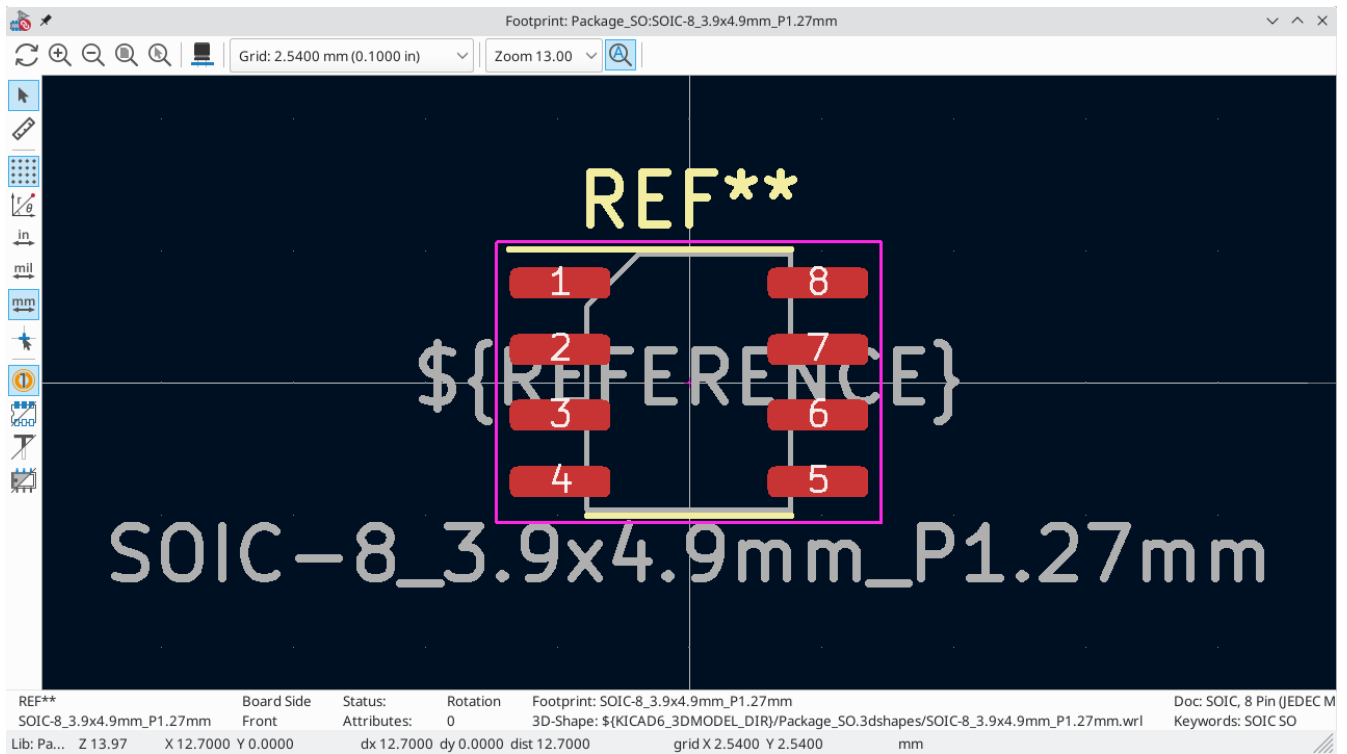 Footprint: Package_SO:SOIC-8_3.9x4.9mm_P1.27mm
Grid: 2.5400 mm (0.1000 in)
Zoom 13.00
in
mil
mm
REF**
1
8
2
7
${REFERENCE}
3
6
4
5
SOIC-8_3.9x4.9mm_P1.27mm
REF** Board Side Status: Rotation Footprint: SOIC-8_3.9x4.9mm_P1.27mm Doc: SOIC, 8 Pin (JEDEC M
SOIC-8_3.9x4.9mm_P1.27mm Front Attributes: 0 3D-Shape: ${KICAD6_3DMODEL_DIR}/Package_SO.3dshapes/SOIC-8_3.9x4.9mm_P1.27mm.wrl Keywords: SOIC SO
Lib: Pa... Z 13.97 X 12.7000 Y 0.0000 dx 12.7000 dy 0.0000 dist 12.7000 grid X 2.5400 Y 2.5400 mm